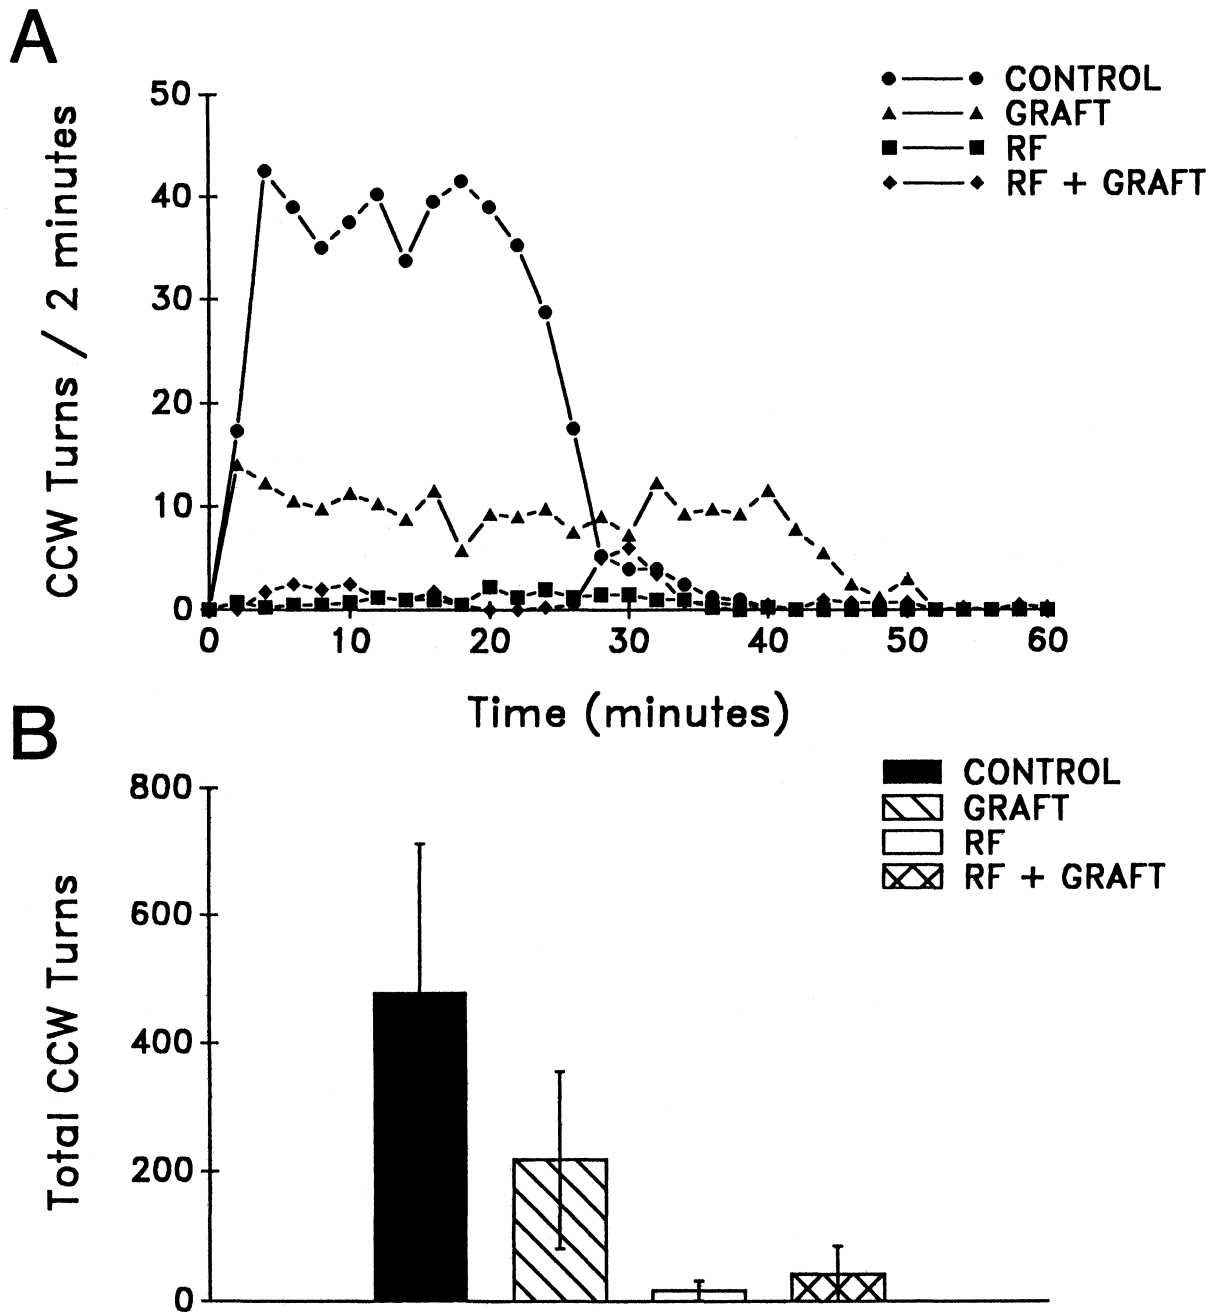 A
CCW Turns / 2 minutes
50
40
30
20
10
0
0 10 20 30 40 50 60
Time (minutes)
CONTROL
GRAFT
RF
RF + GRAFT
B
Total CCW Turns
800
600
400
200
0
CONTROL
GRAFT
RF
RF + GRAFT